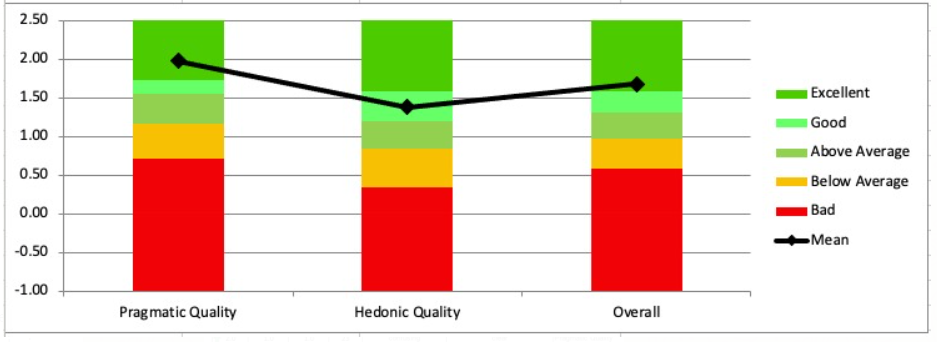 2.50
2.00
1.50
1.00
0.50
0.00
-0.50
-1.00
Pragmatic Quality
Hedonic Quality
Overall
Excellent
Good
Above Average
Below Average
Bad
Mean